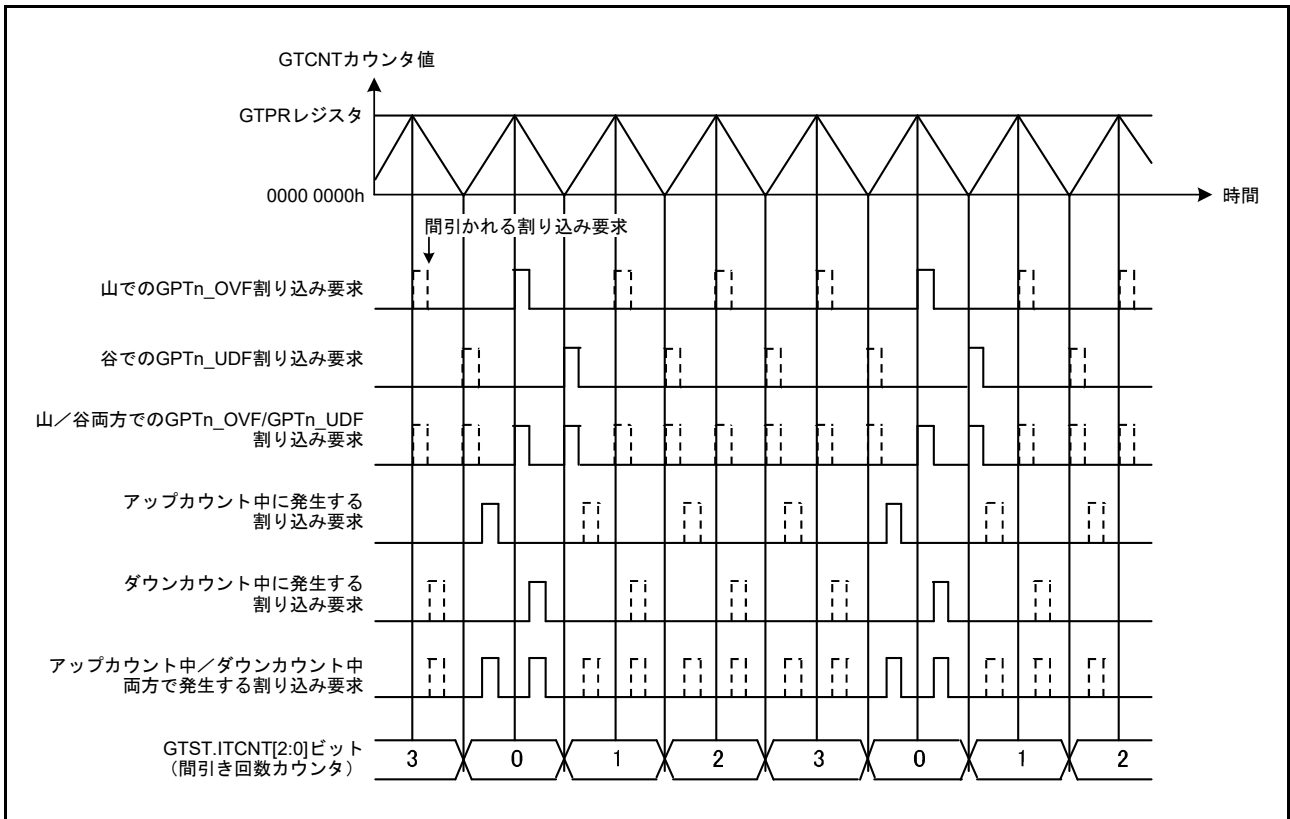 GTCNTカウンタ値
GTPRレジスタ
0000 0000h
時間
間引かれる割り込み要求
山でのGPTn_OVF割り込み要求
谷でのGPTn_UDF割り込み要求
山／谷両方でのGPTn_OVF/GPTn_UDF
割り込み要求
アップカウント中に発生する
割り込み要求
ダウンカウント中に発生する
割り込み要求
アップカウント中／ダウンカウント中
両方で発生する割り込み要求
GTST.ITCNT[2:0]ビット
（間引き回数カウンタ）
3 0 1 2 3 0 1 2